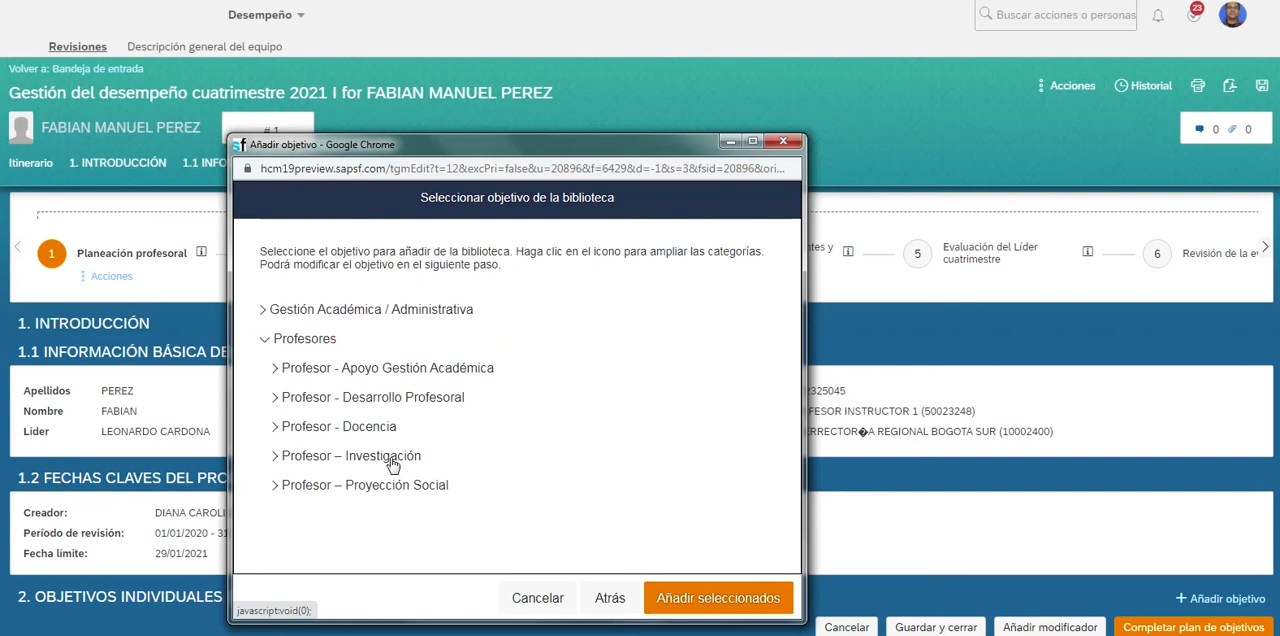 Desempeño
Buscar acciones o personas
23
Revisiones
Descripción general del equipo
Volver a: Bandeja de entrada
Gestión del desempeño cuatrimestre 2021 I for FABIAN MANUEL PEREZ
Acciones
Historial
FABIAN MANUEL PEREZ
# 1
0
0
Itinerario
1. INTRODUCCIÓN
1.1 INFO
1
Planeación profesoral
Acciones
ntes y
5
Evaluación del Líder
cuatrimestre
6
Revisión de la ev
1. INTRODUCCIÓN
1.1 INFORMACIÓN BÁSICA DE
Apellidos
PEREZ
2325045
Nombre
FABIAN
FESOR INSTRUCTOR 1 (50023248)
Líder
LEONARDO CARDONA
ERRECTOR�A REGIONAL BOGOTA SUR (10002400)
1.2 FECHAS CLAVES DEL PRO
Creador:
DIANA CAROLI
Período de revisión:
01/01/2020 - 31
Fecha límite:
29/01/2021
2. OBJETIVOS INDIVIDUALES
Añadir objetivo
Cancelar
Guardar y cerrar
Añadir modificador
Completar plan de objetivos
Añadir objetivo - Google Chrome
hcm19preview.sapsf.com/tgmEdit?t=12&excPri=false&u=20896&f=6429&d=-1&s=3&fsid=20896&ori...
Seleccionar objetivo de la biblioteca
Seleccione el objetivo para añadir de la biblioteca. Haga clic en el icono para ampliar las categorías.
Podrá modificar el objetivo en el siguiente paso.
Gestión Académica / Administrativa
Profesores
Profesor - Apoyo Gestión Académica
Profesor - Desarrollo Profesoral
Profesor - Docencia
Profesor – Investigación
Profesor – Proyección Social
Cancelar
Atrás
Añadir seleccionados
javascript:void(0);